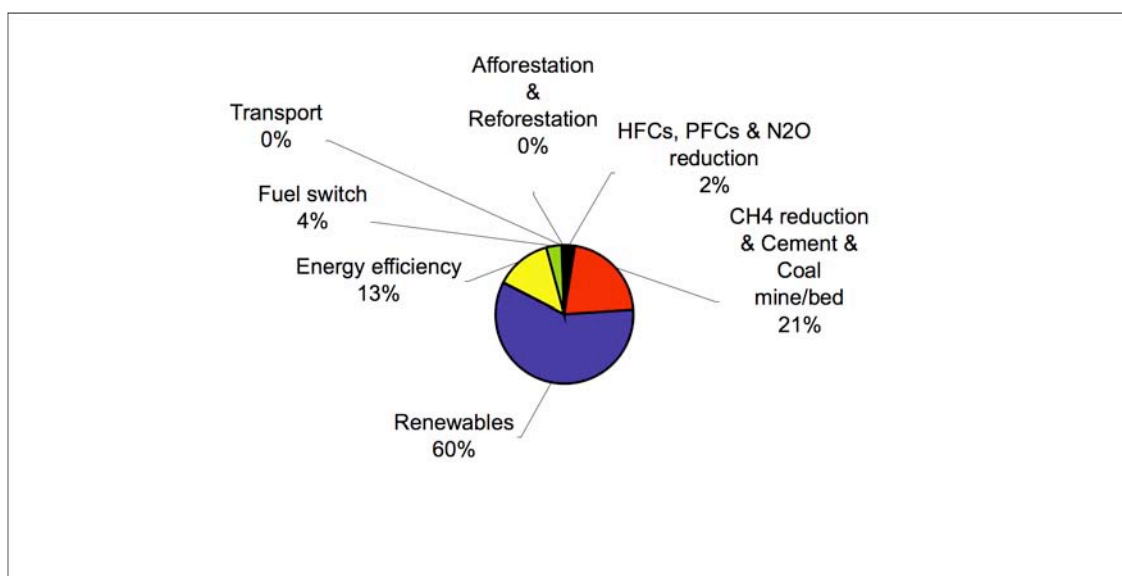 Afforestation
&
Reforestation
0%
HFCs, PFCs & N2O
reduction
2%
CH4 reduction
& Cement &
Coal
mine/bed
21%
Renewables
60%
Energy efficiency
13%
Fuel switch
4%
Transport
0%